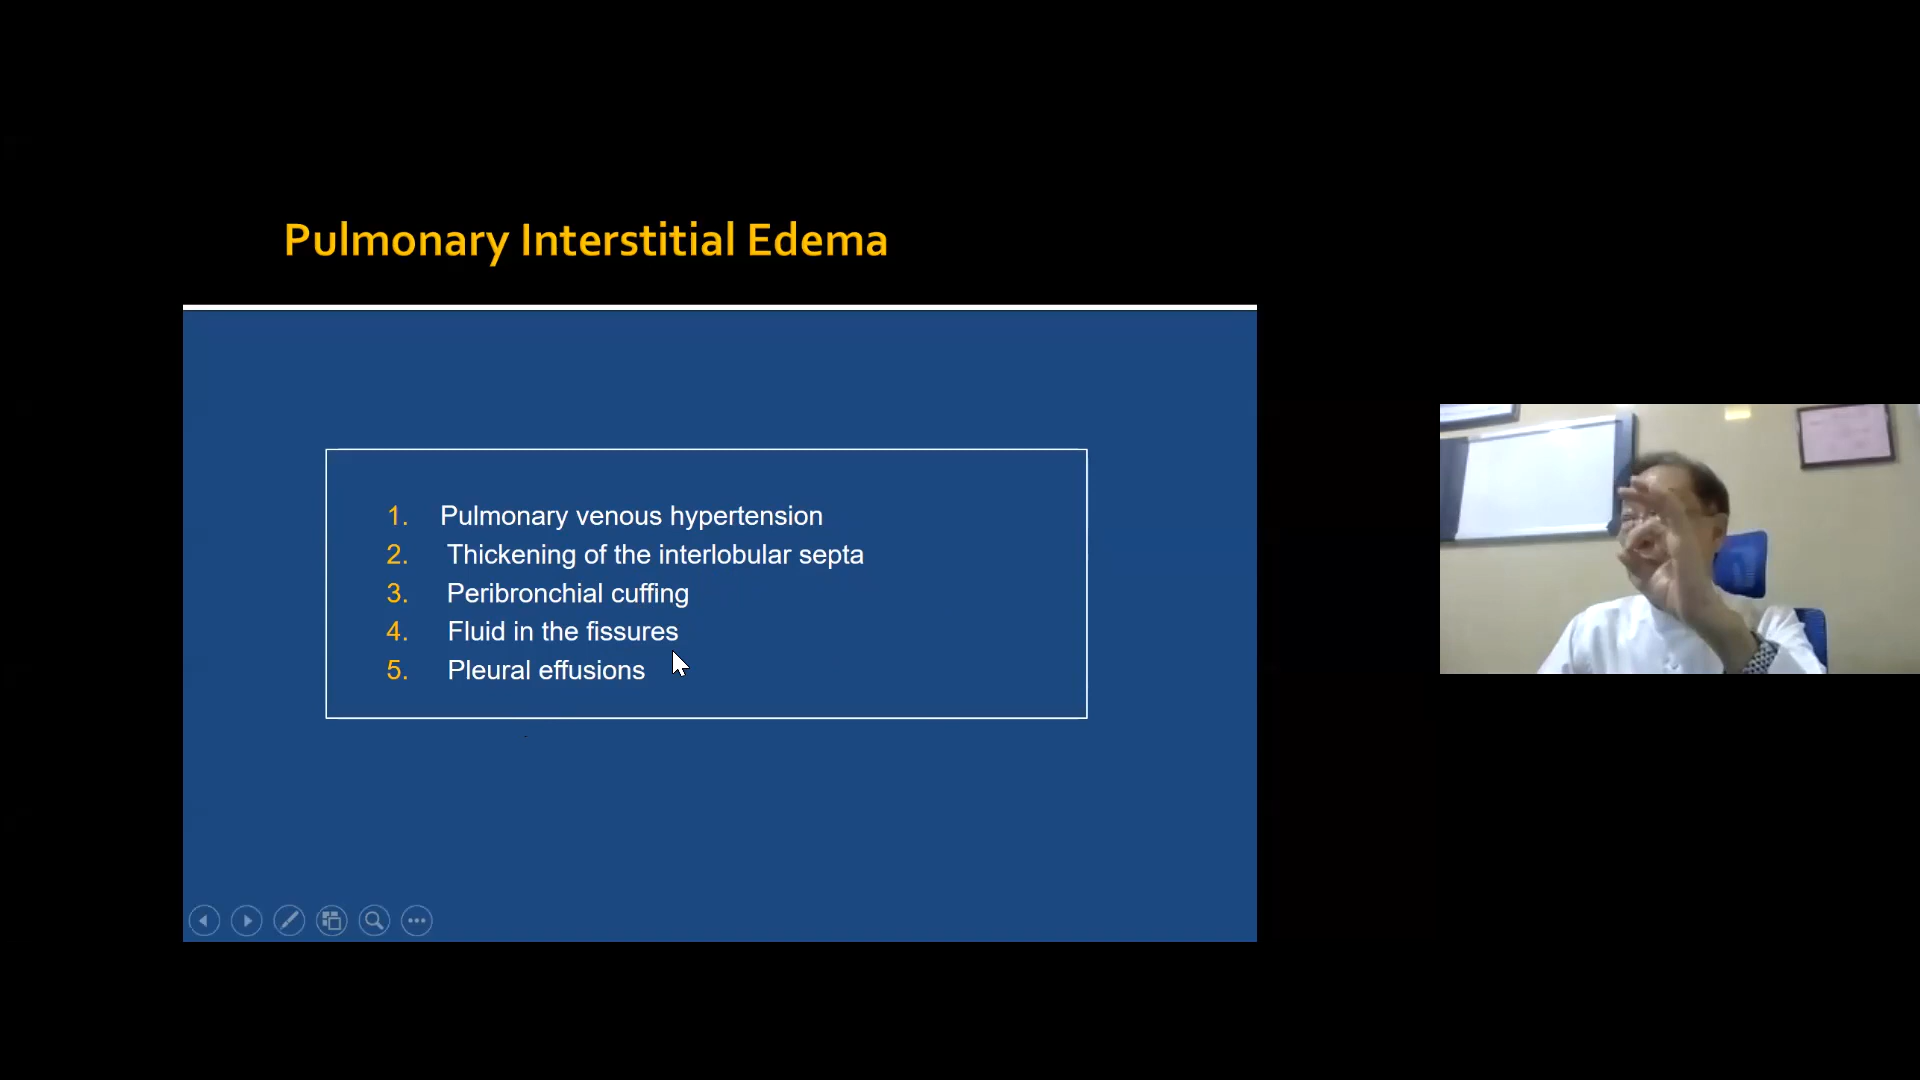 Pulmonary Interstitial Edema
1. Pulmonary venous hypertension
2. Thickening of the interlobular septa
3. Peribronchial cuffing
4. Fluid in the fissures
5. Pleural effusions